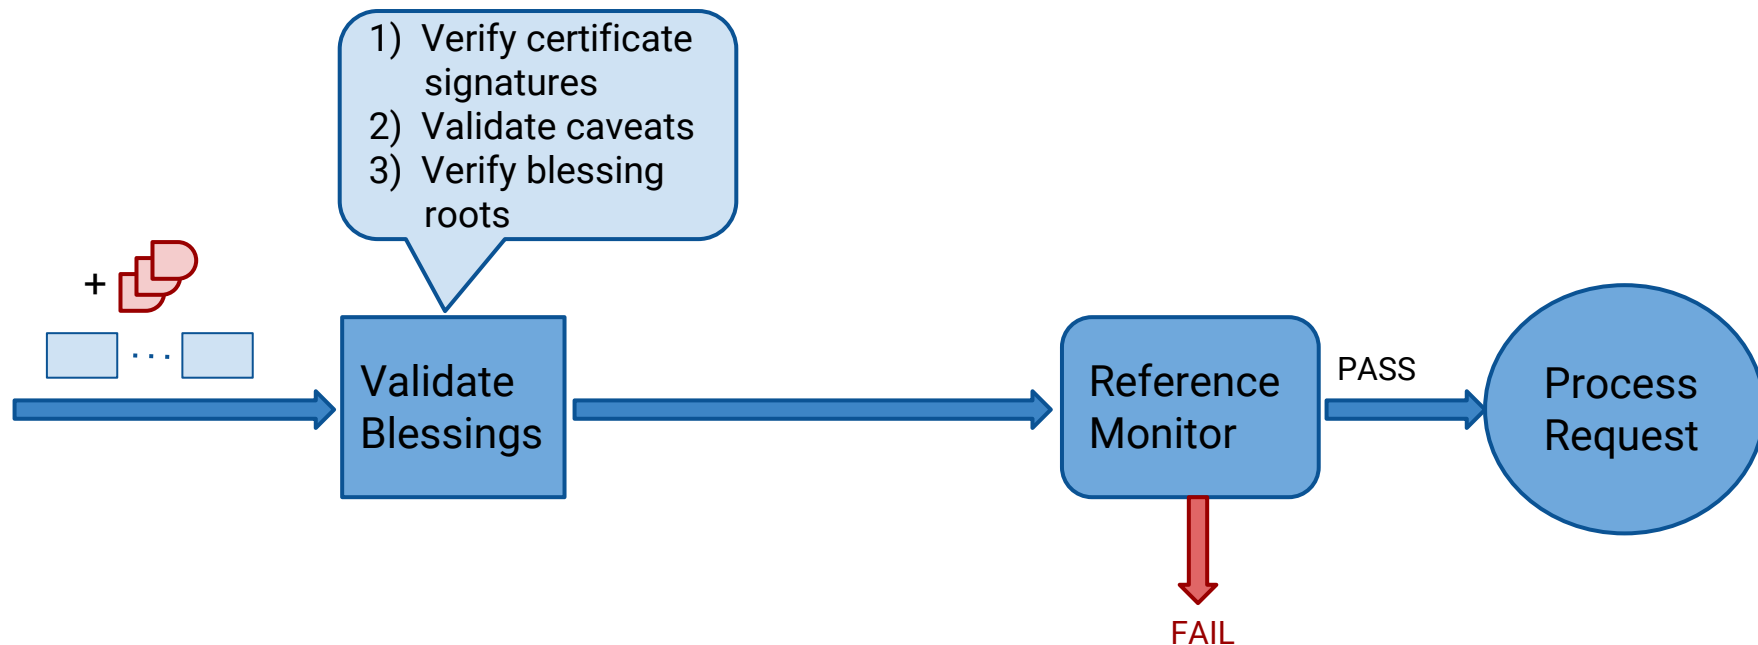 1) Verify certificate
signatures
2) Validate caveats
3) Verify blessing
roots
+
. . .
Validate
Blessings
Reference
Monitor
PASS
Process
Request
FAIL